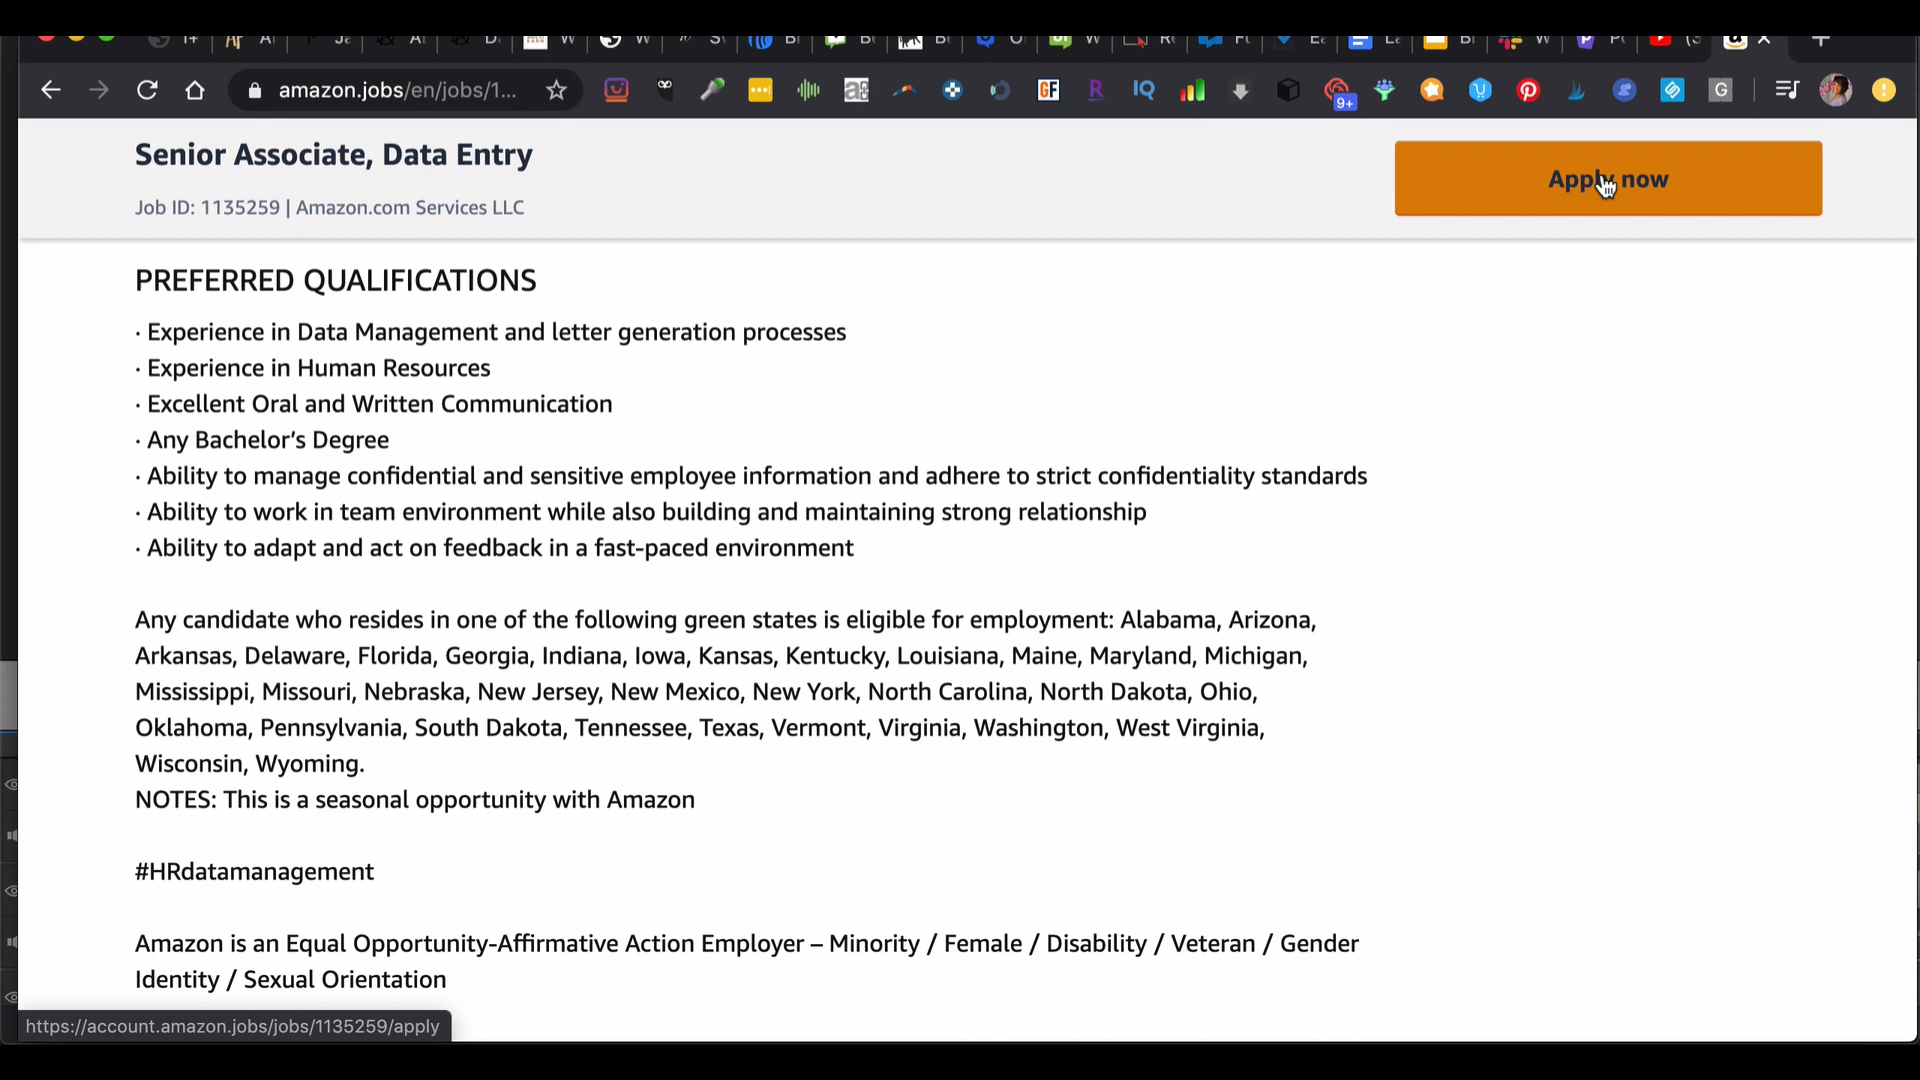 amazon.jobs/en/jobs/1...
GF
IQ
9+
G
Senior Associate, Data Entry
Apply now
Job ID: 1135259 | Amazon.com Services LLC
PREFERRED QUALIFICATIONS
· Experience in Data Management and letter generation processes
· Experience in Human Resources
· Excellent Oral and Written Communication
· Any Bachelor’s Degree
· Ability to manage confidential and sensitive employee information and adhere to strict confidentiality standards
· Ability to work in team environment while also building and maintaining strong relationship
· Ability to adapt and act on feedback in a fast-paced environment
Any candidate who resides in one of the following green states is eligible for employment: Alabama, Arizona,
Arkansas, Delaware, Florida, Georgia, Indiana, Iowa, Kansas, Kentucky, Louisiana, Maine, Maryland, Michigan,
Mississippi, Missouri, Nebraska, New Jersey, New Mexico, New York, North Carolina, North Dakota, Ohio,
Oklahoma, Pennsylvania, South Dakota, Tennessee, Texas, Vermont, Virginia, Washington, West Virginia,
Wisconsin, Wyoming.
NOTES: This is a seasonal opportunity with Amazon
#HRdatamanagement
Amazon is an Equal Opportunity-Affirmative Action Employer – Minority / Female / Disability / Veteran / Gender
Identity / Sexual Orientation
https://account.amazon.jobs/jobs/1135259/apply